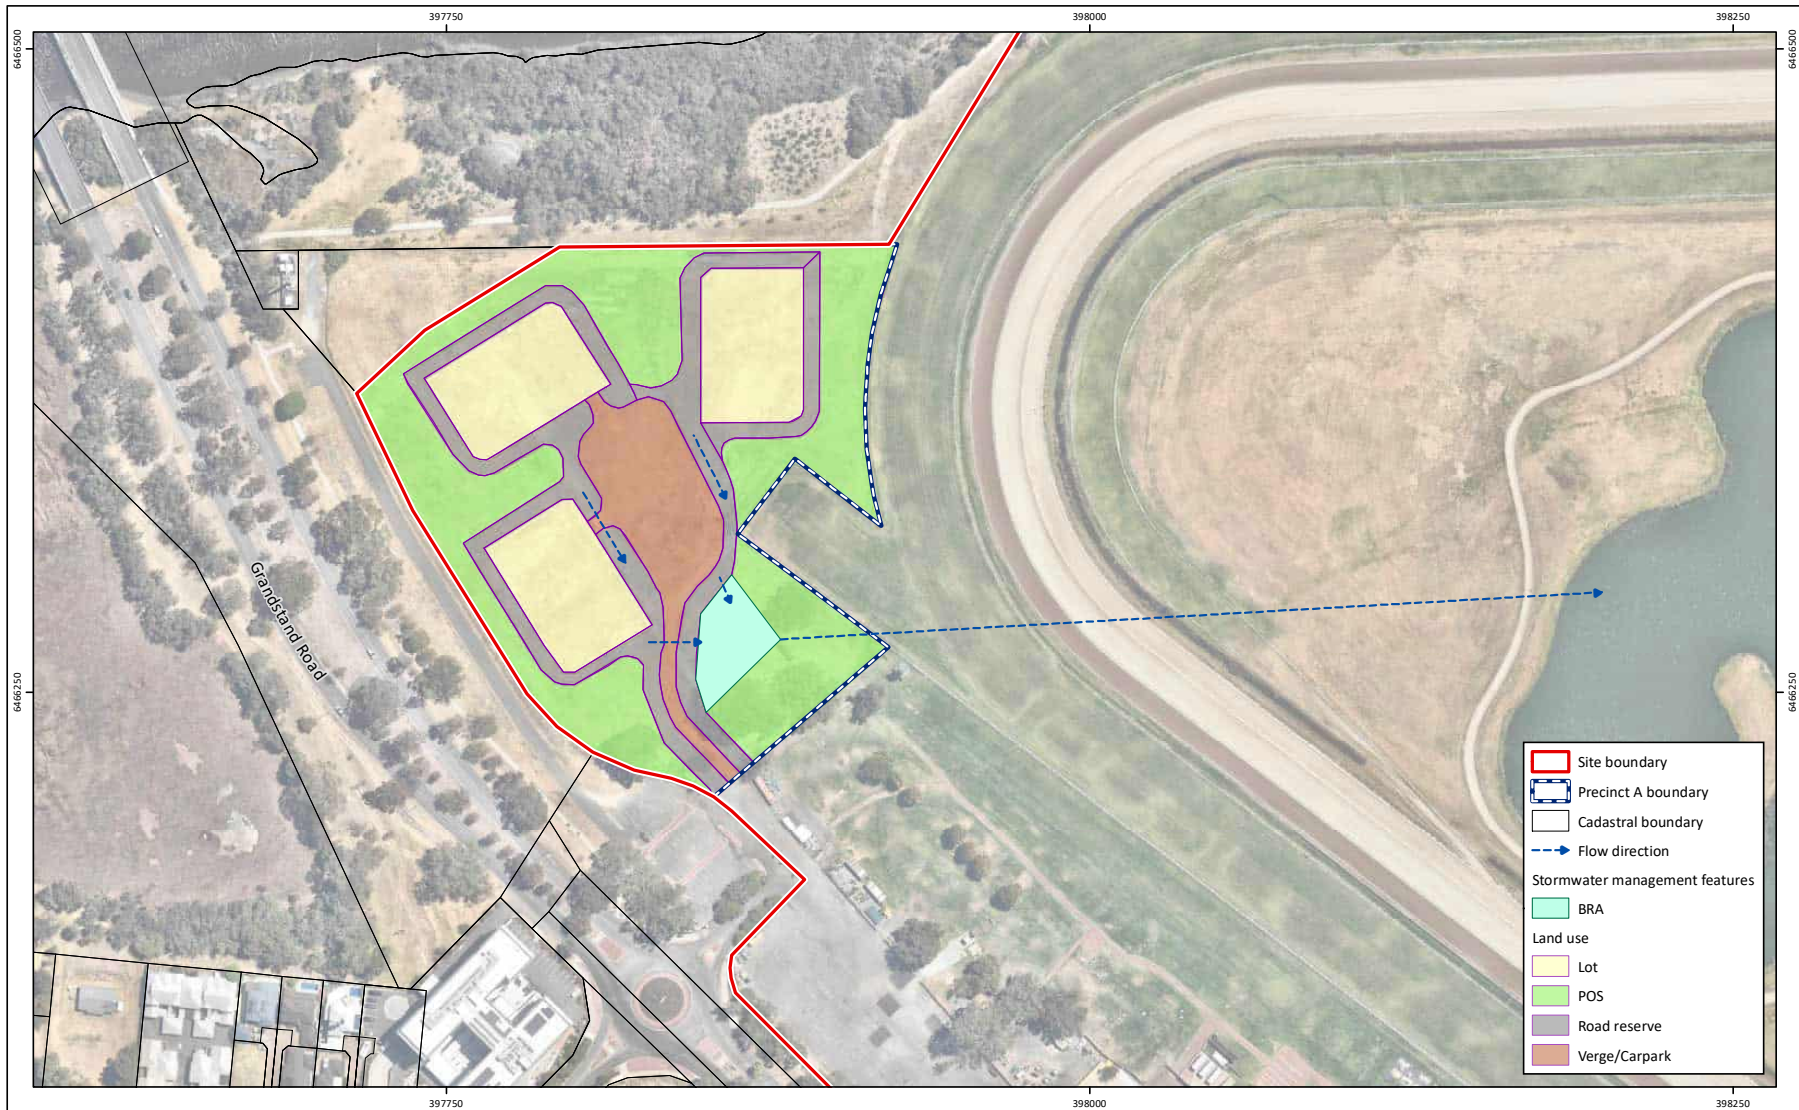 397750
398000
398250
6466500
6466500
Grandstand Road
6466250
6466250
Site boundary
Precinct A boundary
Cadastral boundary
Flow direction
Stormwater management features
BRA
Land use
Lot
POS
Road reserve
Verge/Carpark
397750
398000
398250